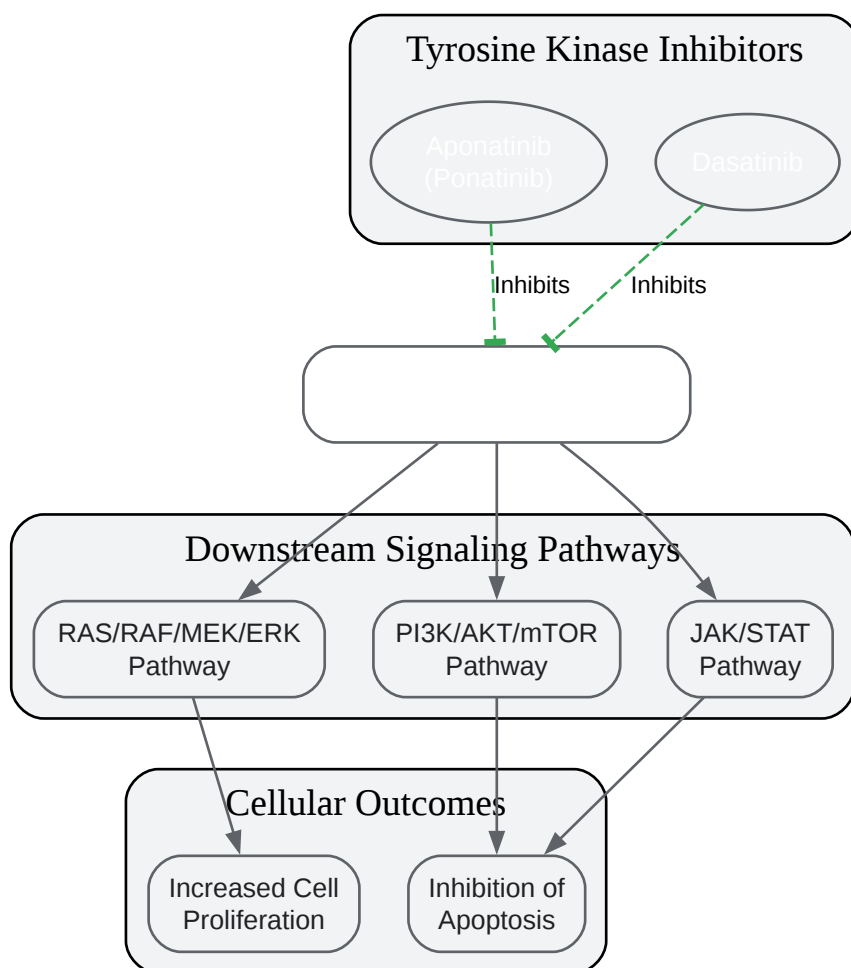 Tyrosine Kinase Inhibitors
Aponatinib
(Ponatinib)
Dasatinib
Inhibits
Inhibits
Downstream Signaling Pathways
RAS/RAF/MEK/ERK
Pathway
PI3K/AKT/mTOR
Pathway
JAK/STAT
Pathway
Cellular Outcomes
Increased Cell
Proliferation
Inhibition of
Apoptosis